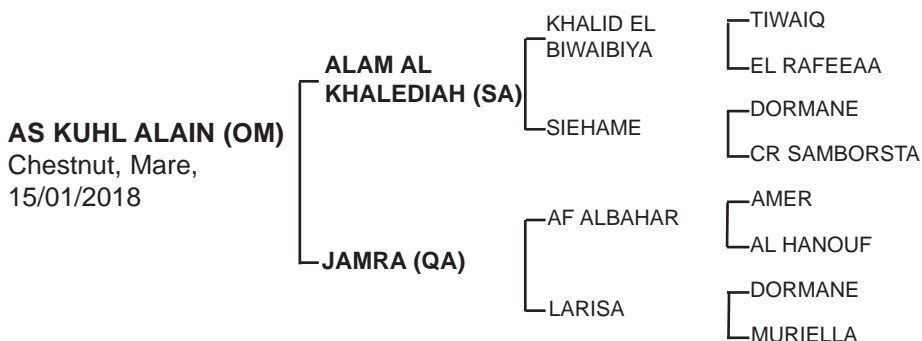 AS KUHL ALAIN (OM)
Chestnut, Mare,
15/01/2018
ALAM AL
KHALEDIAH (SA)
JAMRA (QA)
KHALID EL
BIWAIBIYA
SIEHAME
AF ALBAHAR
LARISA
TIWAIQ
EL RAFEEAA
DORMANE
CR SAMBORSTA
AMER
AL HANOUF
DORMANE
MURIELLA